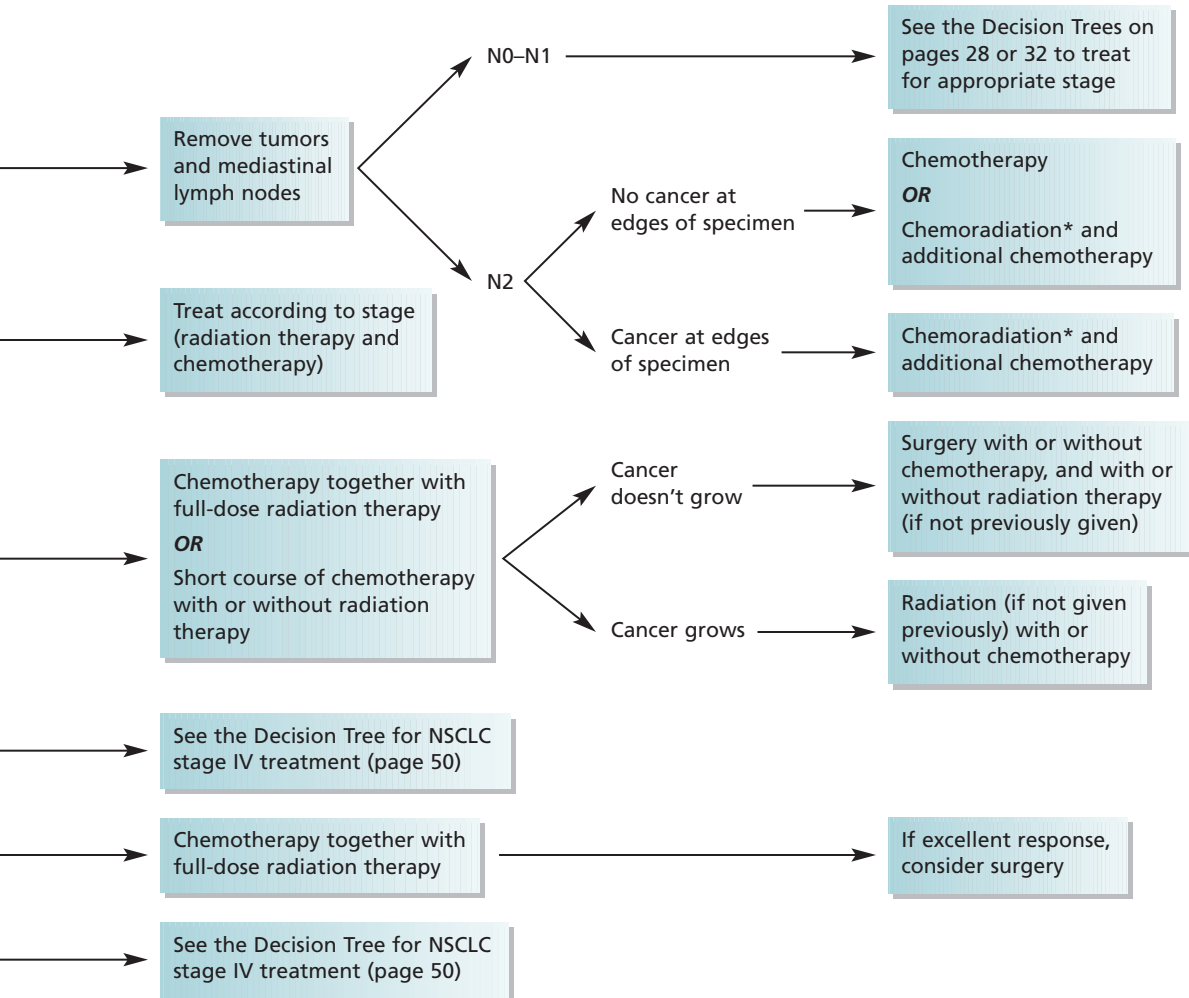 N0–N1
See the Decision Trees on
pages 28 or 32 to treat
for appropriate stage
Remove tumors
and mediastinal
lymph nodes
No cancer at
edges of specimen
Chemotherapy
OR
Chemoradiation* and
additional chemotherapy
N2
Treat according to stage
(radiation therapy and
chemotherapy)
Cancer at edges
of specimen
Chemoradiation* and
additional chemotherapy
Chemotherapy together with
full-dose radiation therapy
OR
Short course of chemotherapy
with or without radiation
therapy
Cancer
doesn't grow
Surgery with or without
chemotherapy, and with or
without radiation therapy
(if not previously given)
Cancer grows
Radiation (if not given
previously) with or
without chemotherapy
See the Decision Tree for NSCLC
stage IV treatment (page 50)
Chemotherapy together with
full-dose radiation therapy
If excellent response,
consider surgery
See the Decision Tree for NSCLC
stage IV treatment (page 50)